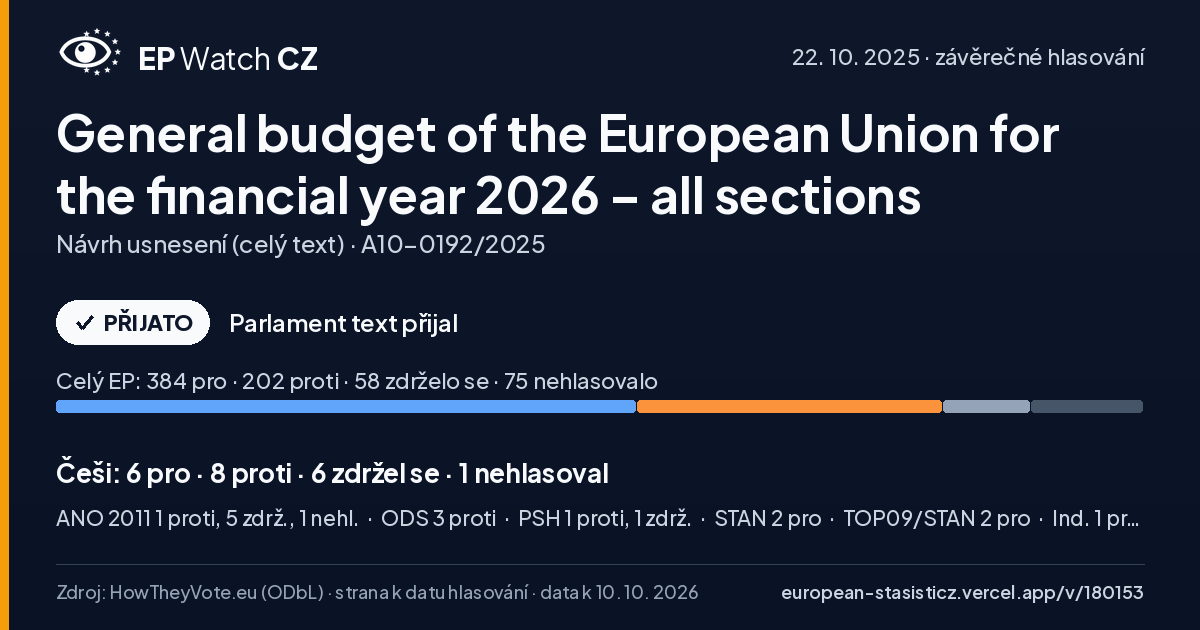 EP Watch CZ
22. 10. 2025 · závěrečné hlasování
General budget of the European Union for
the financial year 2026 – all sections
Návrh usnesení (celý text) · A10-0192/2025
✓ PŘIJATO
Parlament text přijal
Celý EP: 384 pro · 202 proti · 58 zdrželo se · 75 nehlasovalo
Češi: 6 pro · 8 proti · 6 zdržel se · 1 nehlasoval
ANO 2011 1 proti, 5 zdrž., 1 nehl. · ODS 3 proti · PSH 1 proti, 1 zdrž. · STAN 2 pro · TOP09/STAN 2 pro · Ind. 1 pr…
Zdroj: HowTheyVote.eu (ODbL) · strana k datu hlasování · data k 10. 10. 2026
european-stasisticz.vercel.app/v/180153